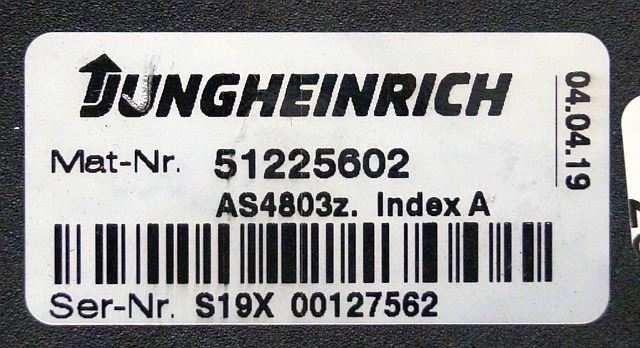 JUNGHEINRICH
Mat-Nr. 51225602
AS4803z. Index A
Ser-Nr. S19X 00127562
04.04.19